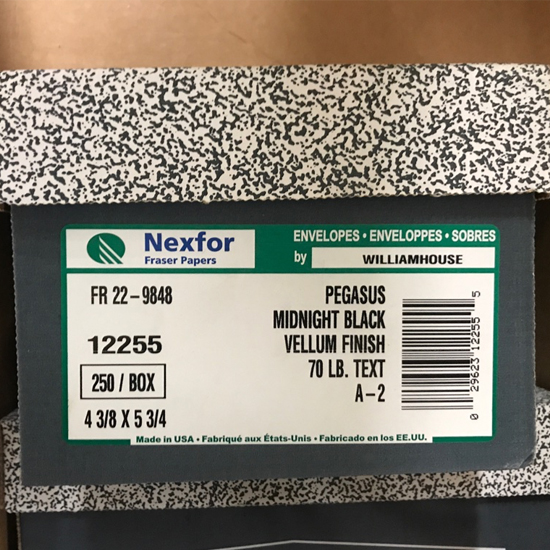 Nexfor
Fraser Papers
ENVELOPES • ENVELOPPES • SOBRES
by WILLIAMHOUSE
FR 22-9848
12255
250 / BOX
4 3/8 X 5 3/4
PEGASUS
MIDNIGHT BLACK
VELLUM FINISH
70 LB. TEXT
A-2
0 29623 12255 5
Made in USA • Fabriqué aux États-Unis • Fabricado en los EE.UU.